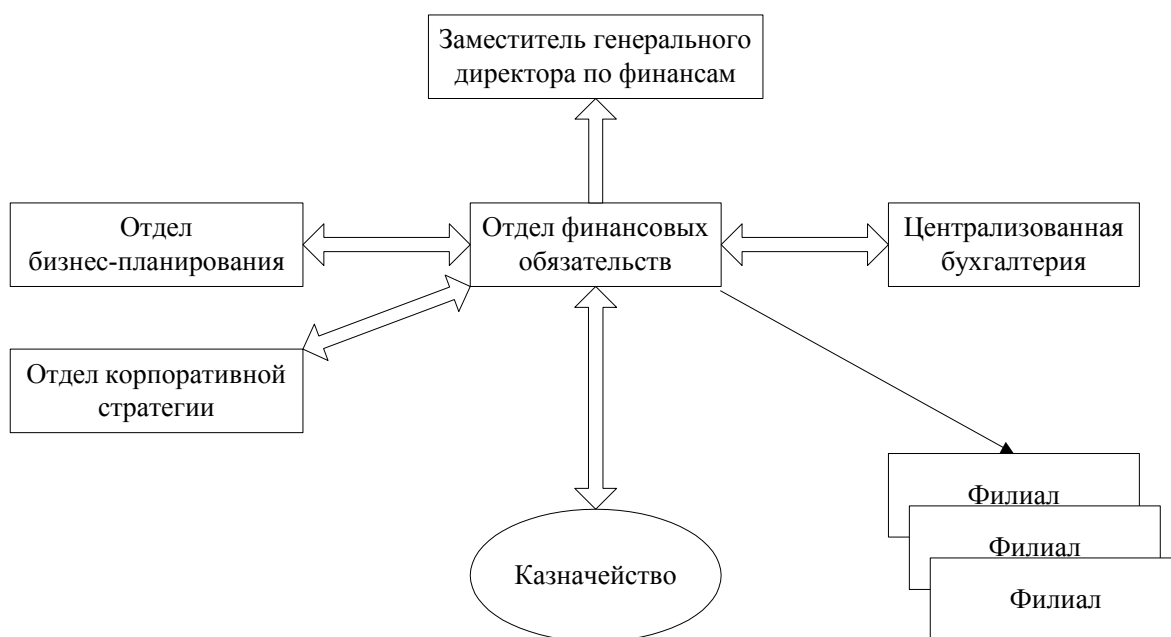 Заместитель генерального
директора по финансам
Отдел
бизнес-планирования
Отдел финансовых
обязательств
Централизованная
бухгалтерия
Отдел корпоративной
стратегии
Филиал
Филиал
Казначейство
Филиал